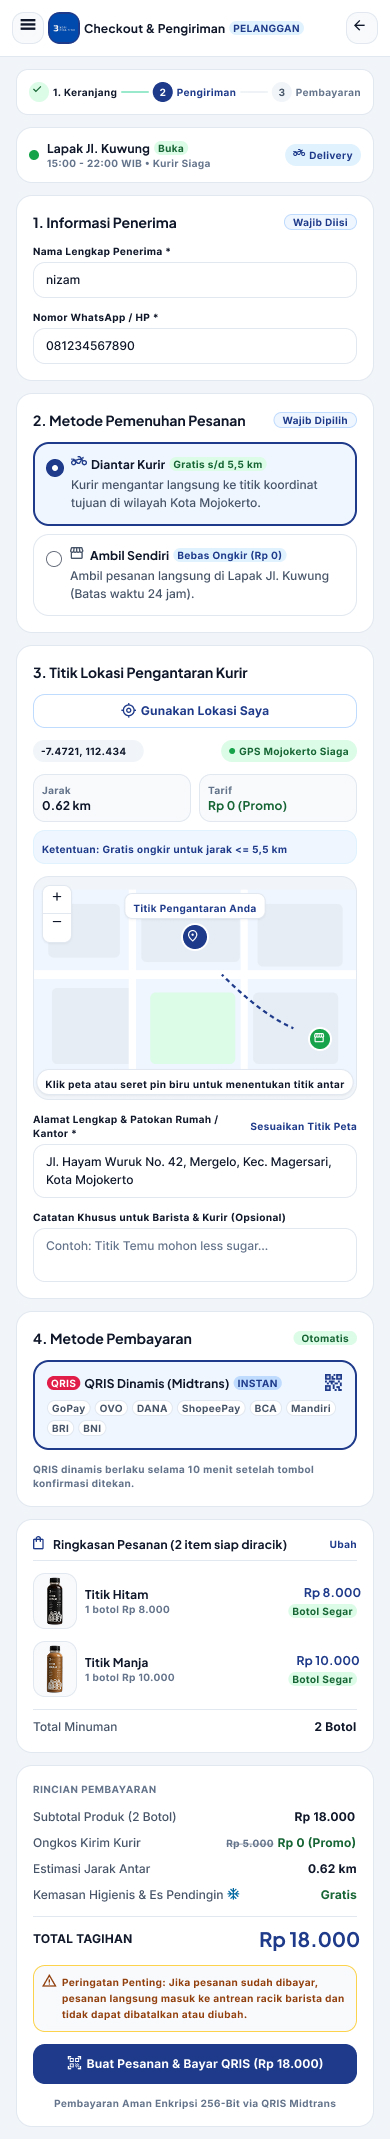 Checkout & Pengiriman PELANGGAN
1. Keranjang 2 Pengiriman 3 Pembayaran
Lapak Jl. Kuwung Buka
15:00 - 22:00 WIB • Kurir Siaga
Delivery
1. Informasi Penerima Wajib Diisi
Nama Lengkap Penerima *
nizam
Nomor WhatsApp / HP *
081234567890
2. Metode Pemenuhan Pesanan Wajib Dipilih
Diantar Kurir Gratis s/d 5,5 km
Kurir mengantar langsung ke titik koordinat
tujuan di wilayah Kota Mojokerto.
Ambil Sendiri Bebas Ongkir (Rp 0)
Ambil pesanan langsung di Lapak Jl. Kuwung
(Batas waktu 24 jam).
3. Titik Lokasi Pengantaran Kurir
Gunakan Lokasi Saya
-7.4721, 112.434 GPS Mojokerto Siaga
Jarak
0.62 km
Tarif
Rp 0 (Promo)
Ketentuan: Gratis ongkir untuk jarak <= 5,5 km
+
−
Titik Pengantaran Anda
Klik peta atau seret pin biru untuk menentukan titik antar
Alamat Lengkap & Patokan Rumah /
Kantor *
Sesuaikan Titik Peta
Jl. Hayam Wuruk No. 42, Mergelo, Kec. Magersari,
Kota Mojokerto
Catatan Khusus untuk Barista & Kurir (Opsional)
Contoh: Titik Temu mohon less sugar...
4. Metode Pembayaran Otomatis
QRIS QRIS Dinamis (Midtrans) INSTAN
GoPay OVO DANA ShopeePay BCA Mandiri
BRI BNI
QRIS dinamis berlaku selama 10 menit setelah tombol
konfirmasi ditekan.
Ringkasan Pesanan (2 item siap diracik) Ubah
Titik Hitam Rp 8.000
1 botol Rp 8.000 Botol Segar
Titik Manja Rp 10.000
1 botol Rp 10.000 Botol Segar
Total Minuman 2 Botol
RINCIAN PEMBAYARAN
Subtotal Produk (2 Botol) Rp 18.000
Ongkos Kirim Kurir Rp 5.000 Rp 0 (Promo)
Estimasi Jarak Antar 0.62 km
Kemasan Higienis & Es Pendingin Gratis
TOTAL TAGIHAN Rp 18.000
Peringatan Penting: Jika pesanan sudah dibayar,
pesanan langsung masuk ke antrean racik barista dan
tidak dapat dibatalkan atau diubah.
Buat Pesanan & Bayar QRIS (Rp 18.000)
Pembayaran Aman Enkripsi 256-Bit via QRIS Midtrans